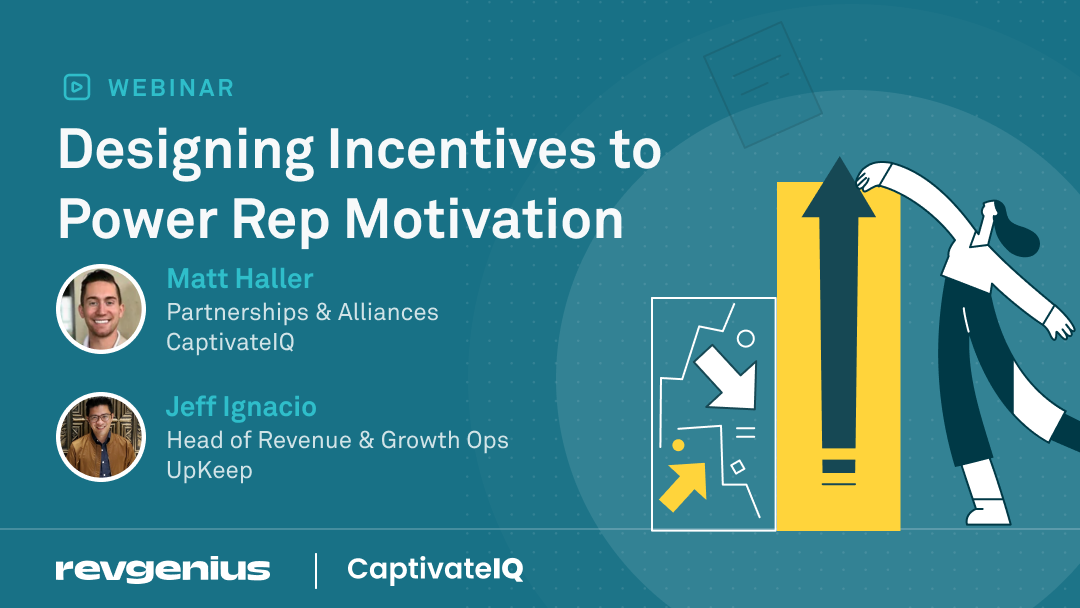 WEBINAR
Designing Incentives to
Power Rep Motivation
Matt Haller
Partnerships & Alliances
CaptivateIQ
Jeff Ignacio
Head of Revenue & Growth Ops
UpKeep
revgenius
CaptivateIQ